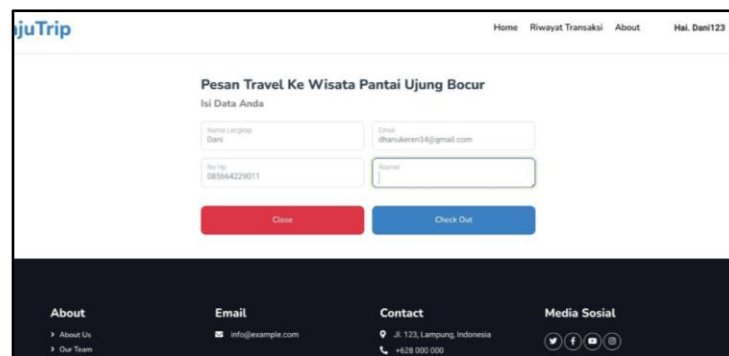 ajuTrip
Home Riwayat Transaksi About Hai. Dani123
Pesan Travel Ke Wisata Pantai Ujung Bocur
Isi Data Anda
Nama Lengkap
Dani
Email
dhanukeren34@gmail.com
No Hp
085664229011
Alamat
Close
Check Out
About
About Us
Our Team
Email
info@example.com
Contact
Jl. 123, Lampung, Indonesia
+628 000 000
Media Sosial